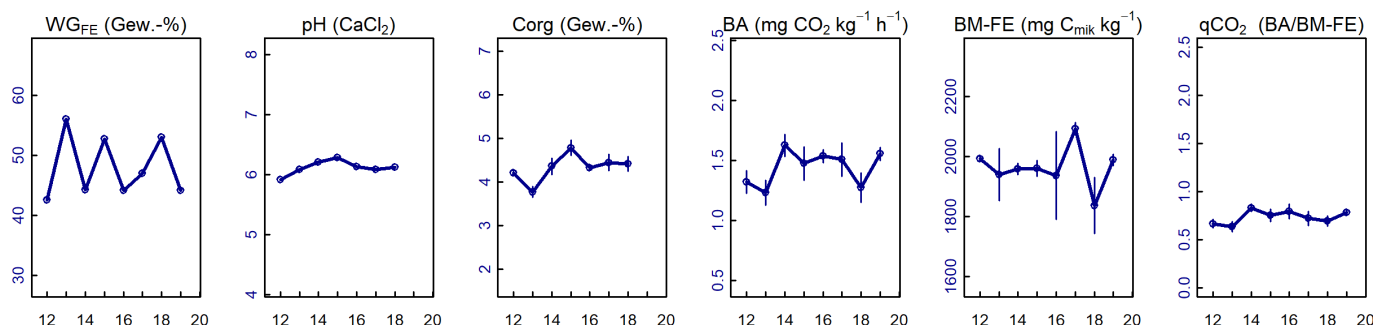 WG_FE (Gew.-%)
60
50
40
30
12 14 16 18 20
pH (CaCl₂)
8
7
6
5
4
12 14 16 18 20
Corg (Gew.-%)
7
6
5
4
3
2
12 14 16 18 20
BA (mg CO₂ kg⁻¹ h⁻¹)
2.5
2.0
1.5
1.0
0.5
12 14 16 18 20
BM-FE (mg C_mik kg⁻¹)
2200
2000
1800
1600
12 14 16 18 20
qCO₂ (BA/BM-FE)
2.5
2.0
1.5
1.0
0.5
0.0
12 14 16 18 20